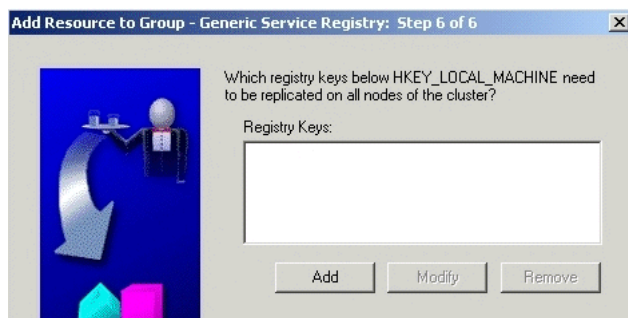 Add Resource to Group - Generic Service Registry: Step 6 of 6
Which registry keys below HKEY_LOCAL_MACHINE need
to be replicated on all nodes of the cluster?
Registry Keys:
Add Modify Remove